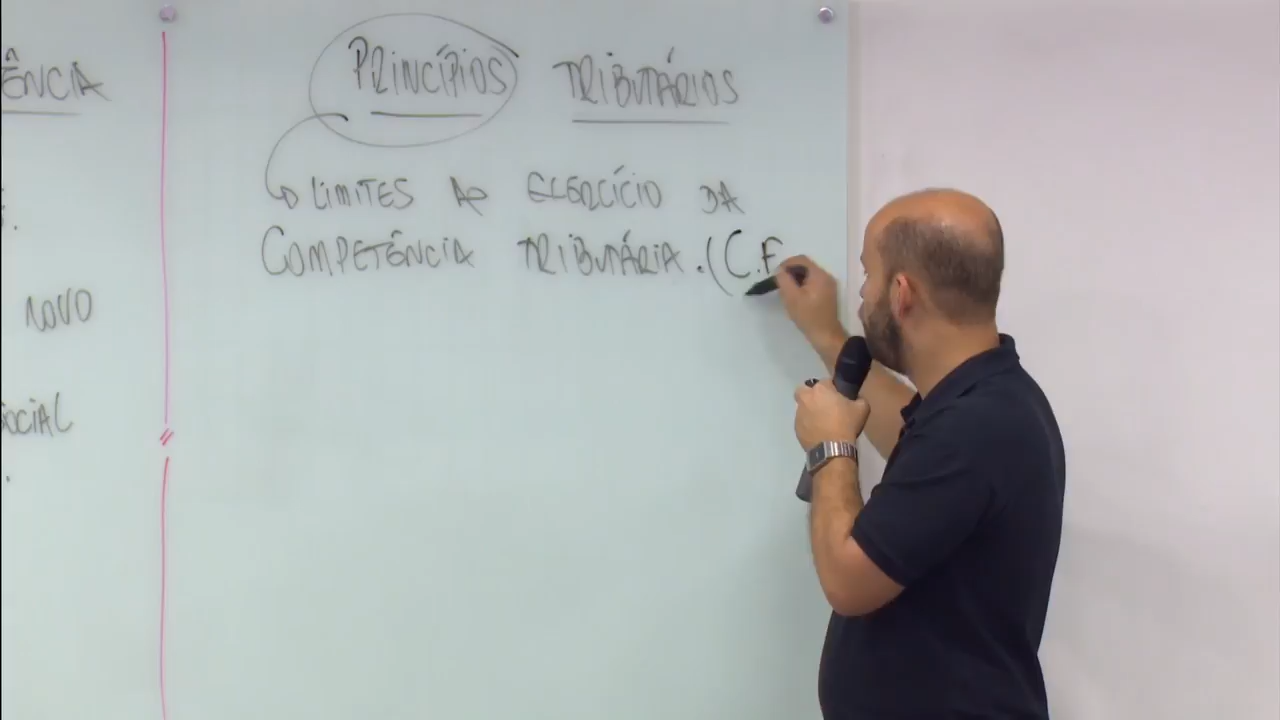 ÊNCIA
NOVO
SOCIAL
PRINCÍPIOS TRIBUTÁRIOS
↳ LIMITES AO EXERCÍCIO DA
COMPETÊNCIA TRIBUTÁRIA. (C.F